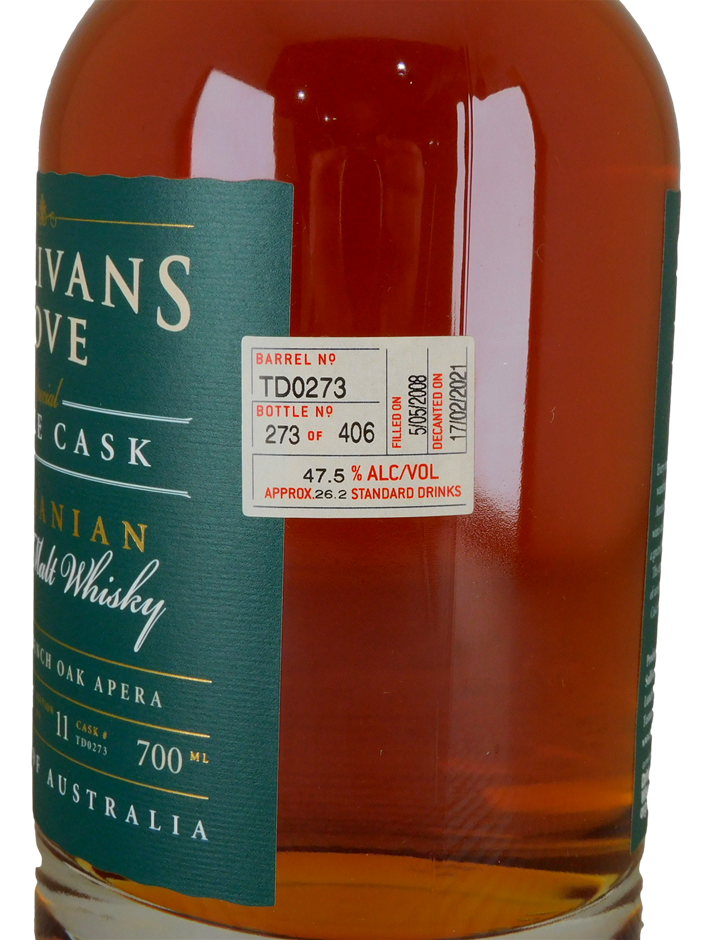 IVANS
OVE
CASK
ANIAN
Malt Whisky
OAK APERA
11 CASK # TD0273 700 ML
OF AUSTRALIA
BARREL Nº
TD0273
BOTTLE Nº
273 OF 406
FILLED ON
5/05/2008
DECANTED ON
17/02/2021
47.5 % ALC/VOL
APPROX. 26.2 STANDARD DRINKS